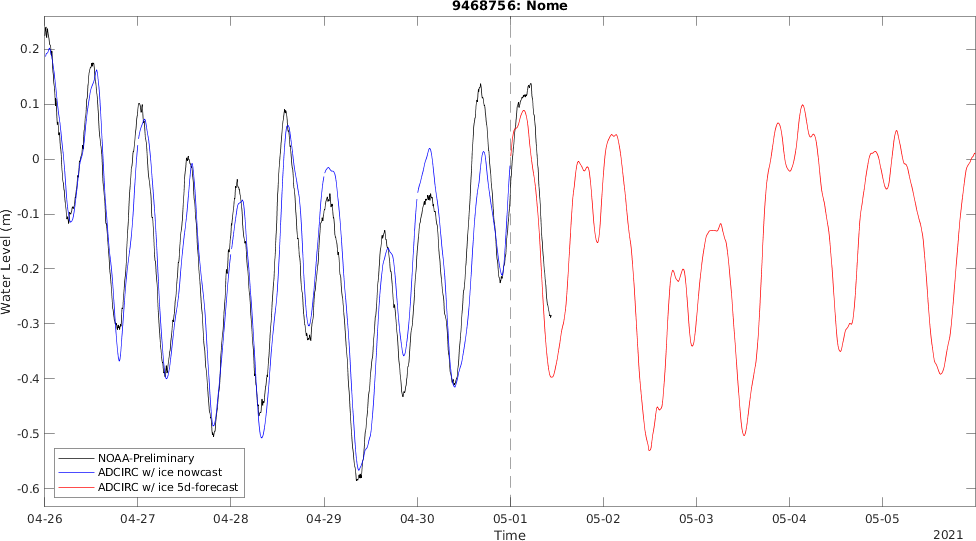 9468756: Nome
0.2
0.1
0
-0.1
-0.2
-0.3
-0.4
-0.5
-0.6
Water Level (m)
NOAA-Preliminary
ADCIRC w/ ice nowcast
ADCIRC w/ ice 5d-forecast
04-26 04-27 04-28 04-29 04-30 05-01 05-02 05-03 05-04 05-05
Time
2021